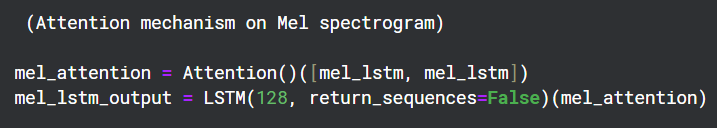 (Attention mechanism on Mel spectrogram)
mel_attention = Attention()([mel_lstm, mel_lstm])
mel_lstm_output = LSTM(128, return_sequences=False)(mel_attention)